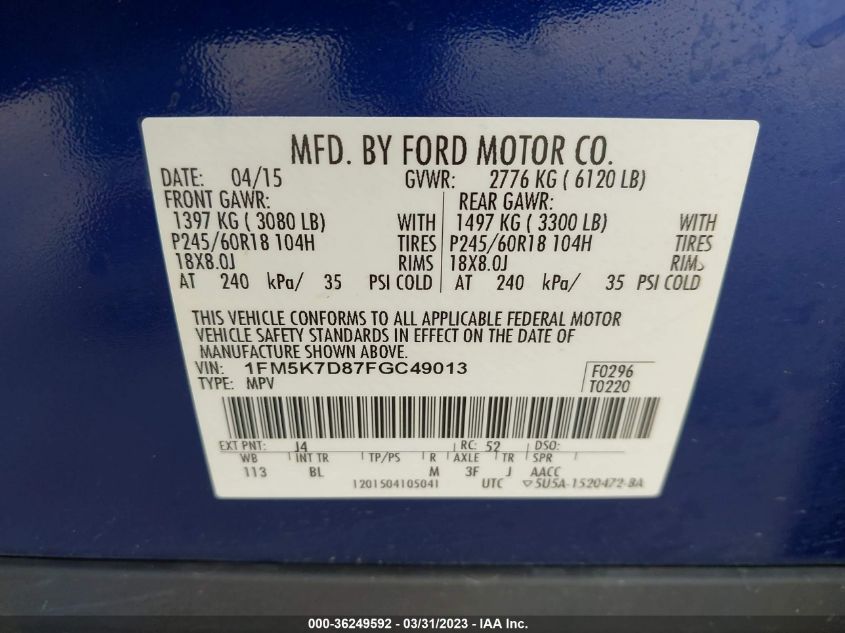 MFD. BY FORD MOTOR CO.
DATE: 04/15 GVWR: 2776 KG ( 6120 LB)
FRONT GAWR: REAR GAWR:
1397 KG ( 3080 LB) WITH 1497 KG ( 3300 LB) WITH
P245/60R18 104H TIRES P245/60R18 104H TIRES
18X8.0J RIMS 18X8.0J RIMS
AT 240 kPa/ 35 PSI COLD AT 240 kPa/ 35 PSI COLD
THIS VEHICLE CONFORMS TO ALL APPLICABLE FEDERAL MOTOR
VEHICLE SAFETY STANDARDS IN EFFECT ON THE DATE OF
MANUFACTURE SHOWN ABOVE.
VIN: 1FM5K7D87FGC49013 F0296
TYPE: MPV T0220
EXT PNT: J4 RC: 52 DSO:
WB INT TR TP/PS R AXLE TR SPR
113 BL M 3F J AACC
1201504105041 UTC ▽5U5A-1520472-BA
000-36249592 - 03/31/2023 - IAA Inc.